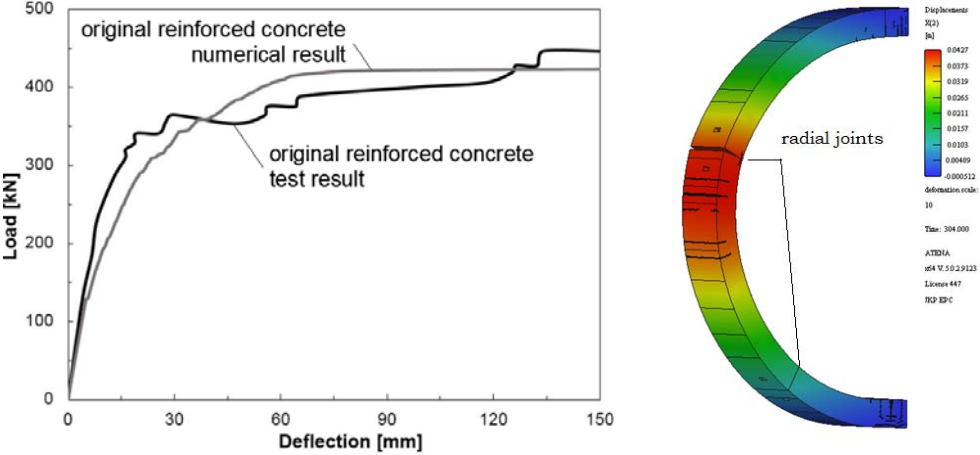 500
400
300
200
100
0
Load [kN]
original reinforced concrete
numerical result
original reinforced concrete
test result
0 30 60 90 120 150
Deflection [mm]
radial joints
Displacements
X(2)
[m]
0.0427
0.0373
0.0319
0.0265
0.0211
0.0157
0.0103
0.00489
-0.000512
deformation scale:
10
Time: 304.000
ATENA
x64 V. 5.0.2.9123
License 447
JKP EPC